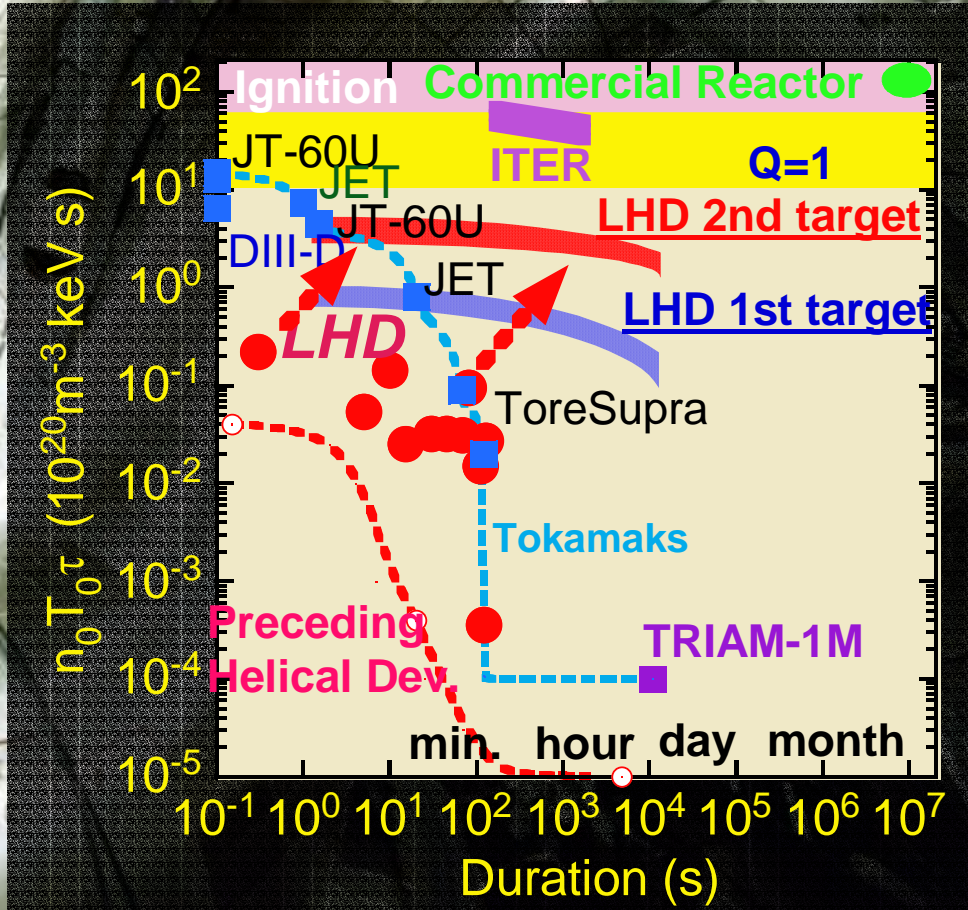 10² Ignition Commercial Reactor
JT-60U
ITER Q=1
10¹ JET
JT-60U LHD 2nd target
DIII-D
10⁰ JET
LHD 1st target
LHD
10⁻¹
ToreSupra
10⁻²
Tokamaks
10⁻³
Preceding
Helical Dev.
TRIAM-1M
10⁻⁴
min. hour day month
10⁻⁵
n₀T₀τ (10²⁰m⁻³ keV s)
10⁻¹ 10⁰ 10¹ 10² 10³ 10⁴ 10⁵ 10⁶ 10⁷
Duration (s)